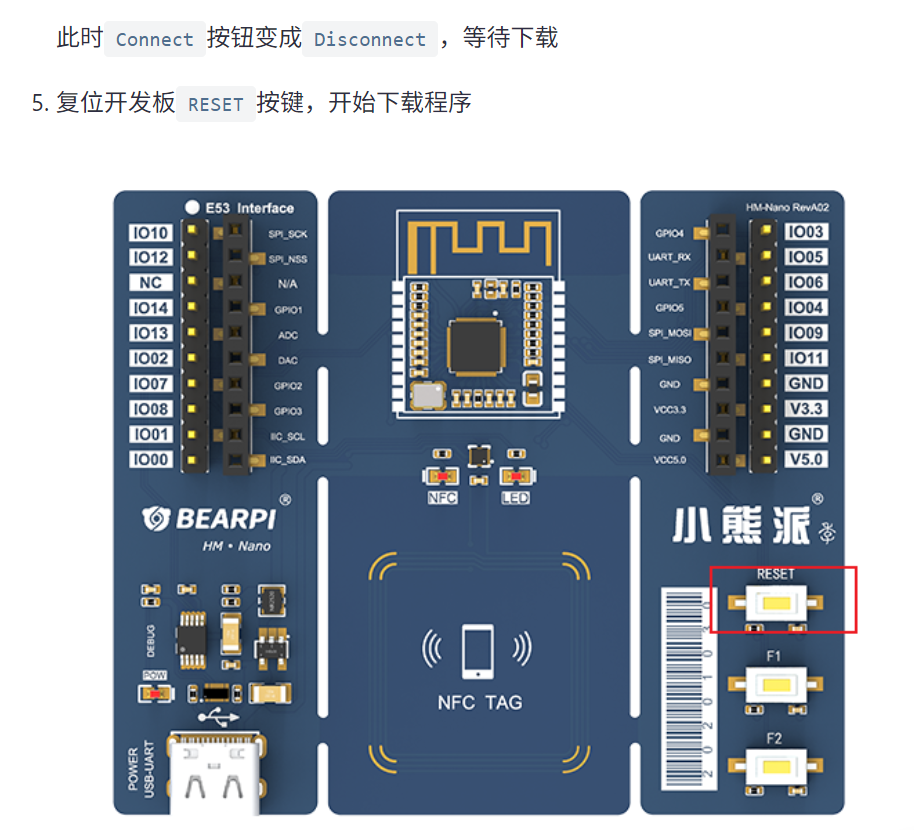 此时 Connect 按钮变成 Disconnect ，等待下载
5. 复位开发板 RESET 按键，开始下载程序
E53 Interface
HM-Nano RevA02
IO10
SPI_SCK
GPIO4
IO03
IO12
SPI_NSS
UART_RX
IO05
NC
N/A
UART_TX
IO06
IO14
GPIO1
GPIO5
IO04
IO13
ADC
SPI_MOSI
IO09
IO02
DAC
SPI_MISO
IO11
IO07
GPIO2
GND
GND
IO08
GPIO3
VCC3.3
V3.3
IO01
IIC_SCL
GND
GND
IO00
IIC_SDA
VCC5.0
V5.0
NFC
LED
BEARPI®
HM • Nano
小熊派®
RESET
DEBUG
F1
POW
NFC TAG
F2
POWER
USB-UART